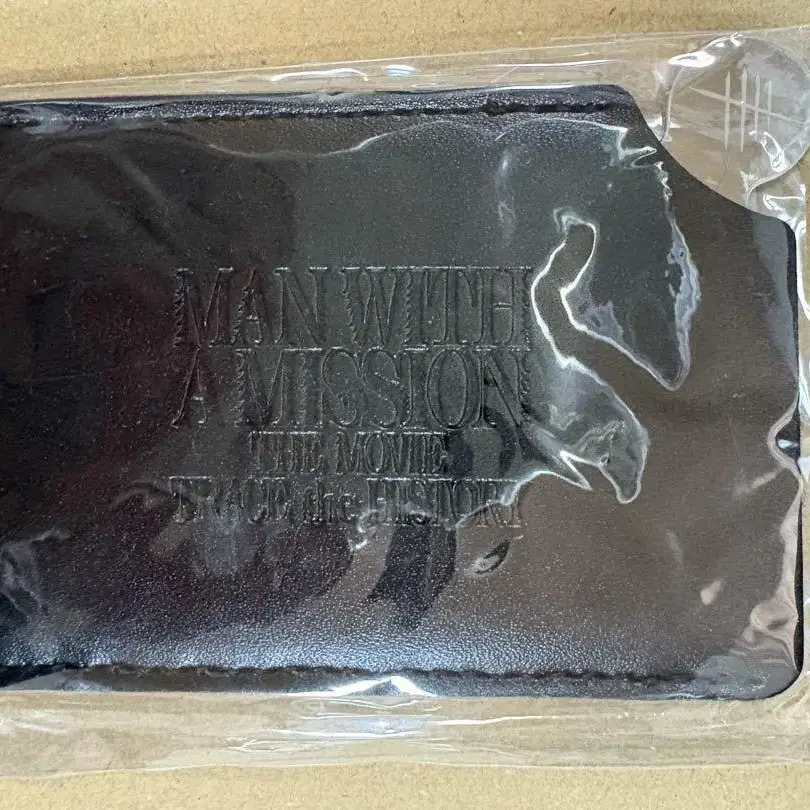 MAN WITH
A MISSION
THE MOVIE
TRACE the HISTORY